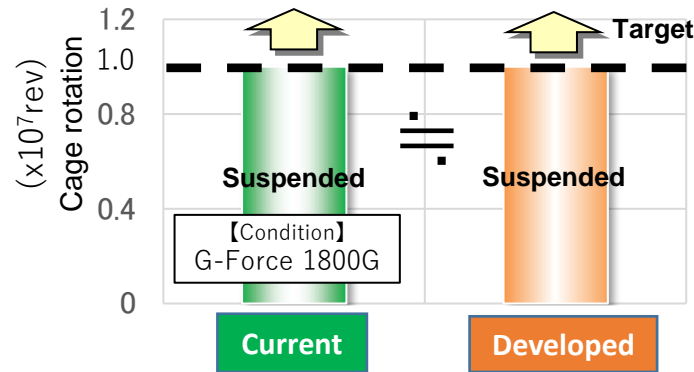 (x10⁷rev)
Cage rotation
1.2
1.0
0.8
0.4
0
Target
≒
Suspended
Suspended
【Condition】
G-Force 1800G
Current
Developed